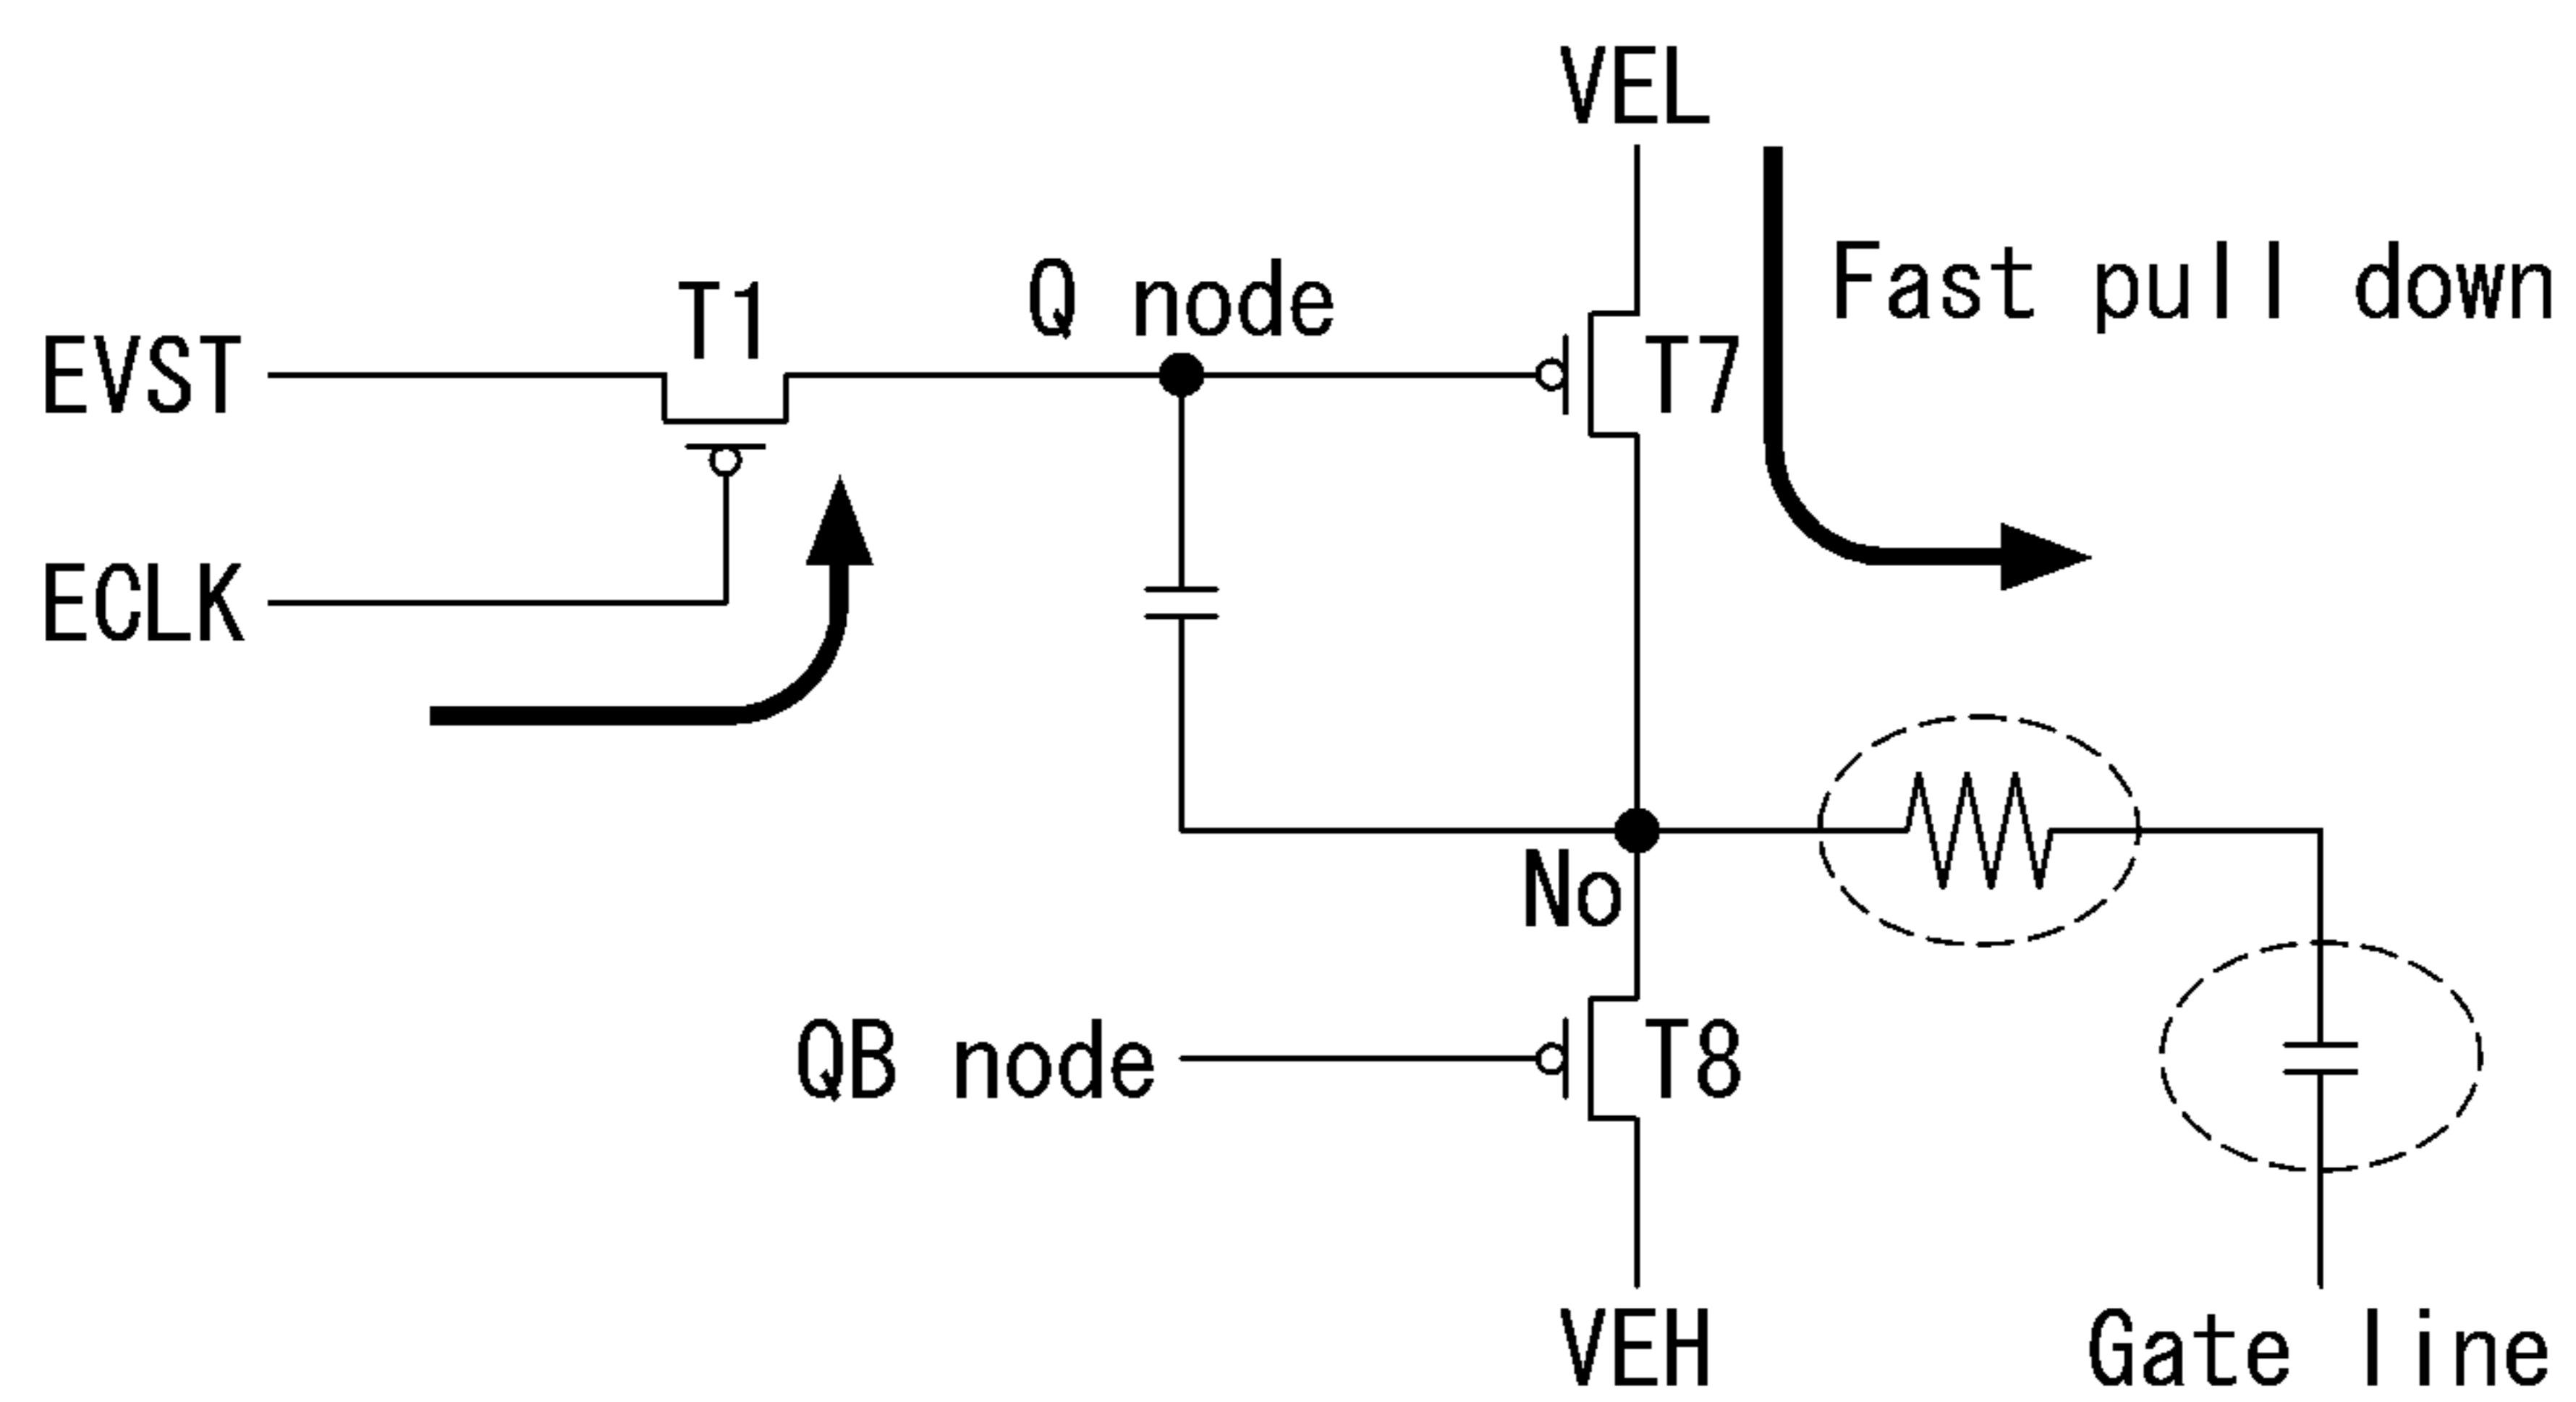 VEL
Fast pull down
Q node
T1
T7
EVST
ECLK
No
QB node
T8
VEH
Gate line